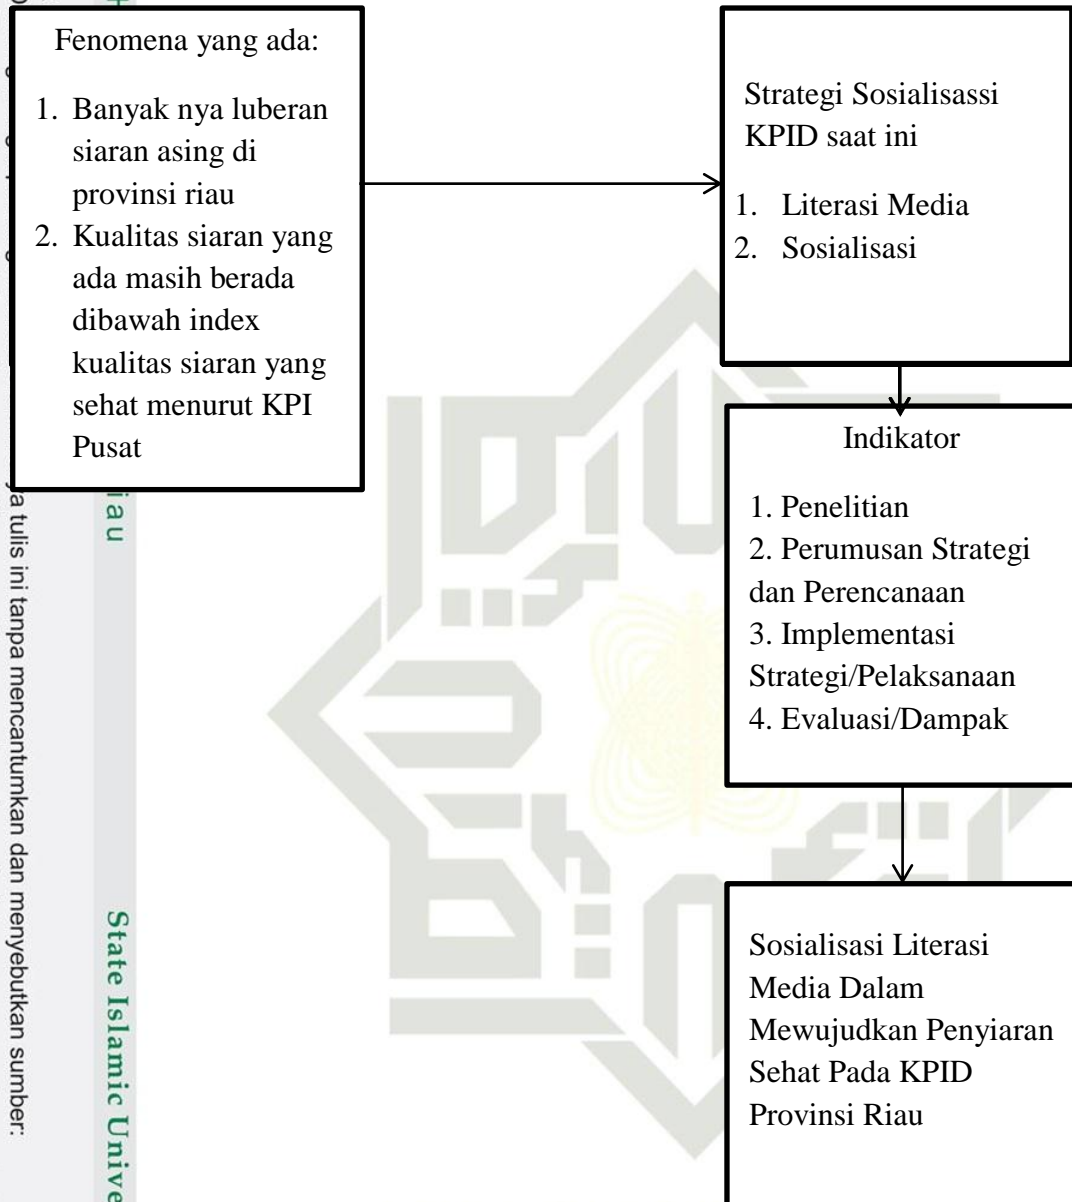 Fenomena yang ada:
1. Banyak nya luberan
siaran asing di
provinsi riau
2. Kualitas siaran yang
ada masih berada
dibawah index
kualitas siaran yang
sehat menurut KPI
Pusat
Strategi Sosialisassi
KPID saat ini
1. Literasi Media
2. Sosialisasi
Indikator
1. Penelitian
2. Perumusan Strategi
dan Perencanaan
3. Implementasi
Strategi/Pelaksanaan
4. Evaluasi/Dampak
Sosialisasi Literasi
Media Dalam
Mewujudkan Penyiaran
Sehat Pada KPID
Provinsi Riau
tulis ini tanpa mencantumkan dan menyebutkan sumber:
iau
State Islamic Unive